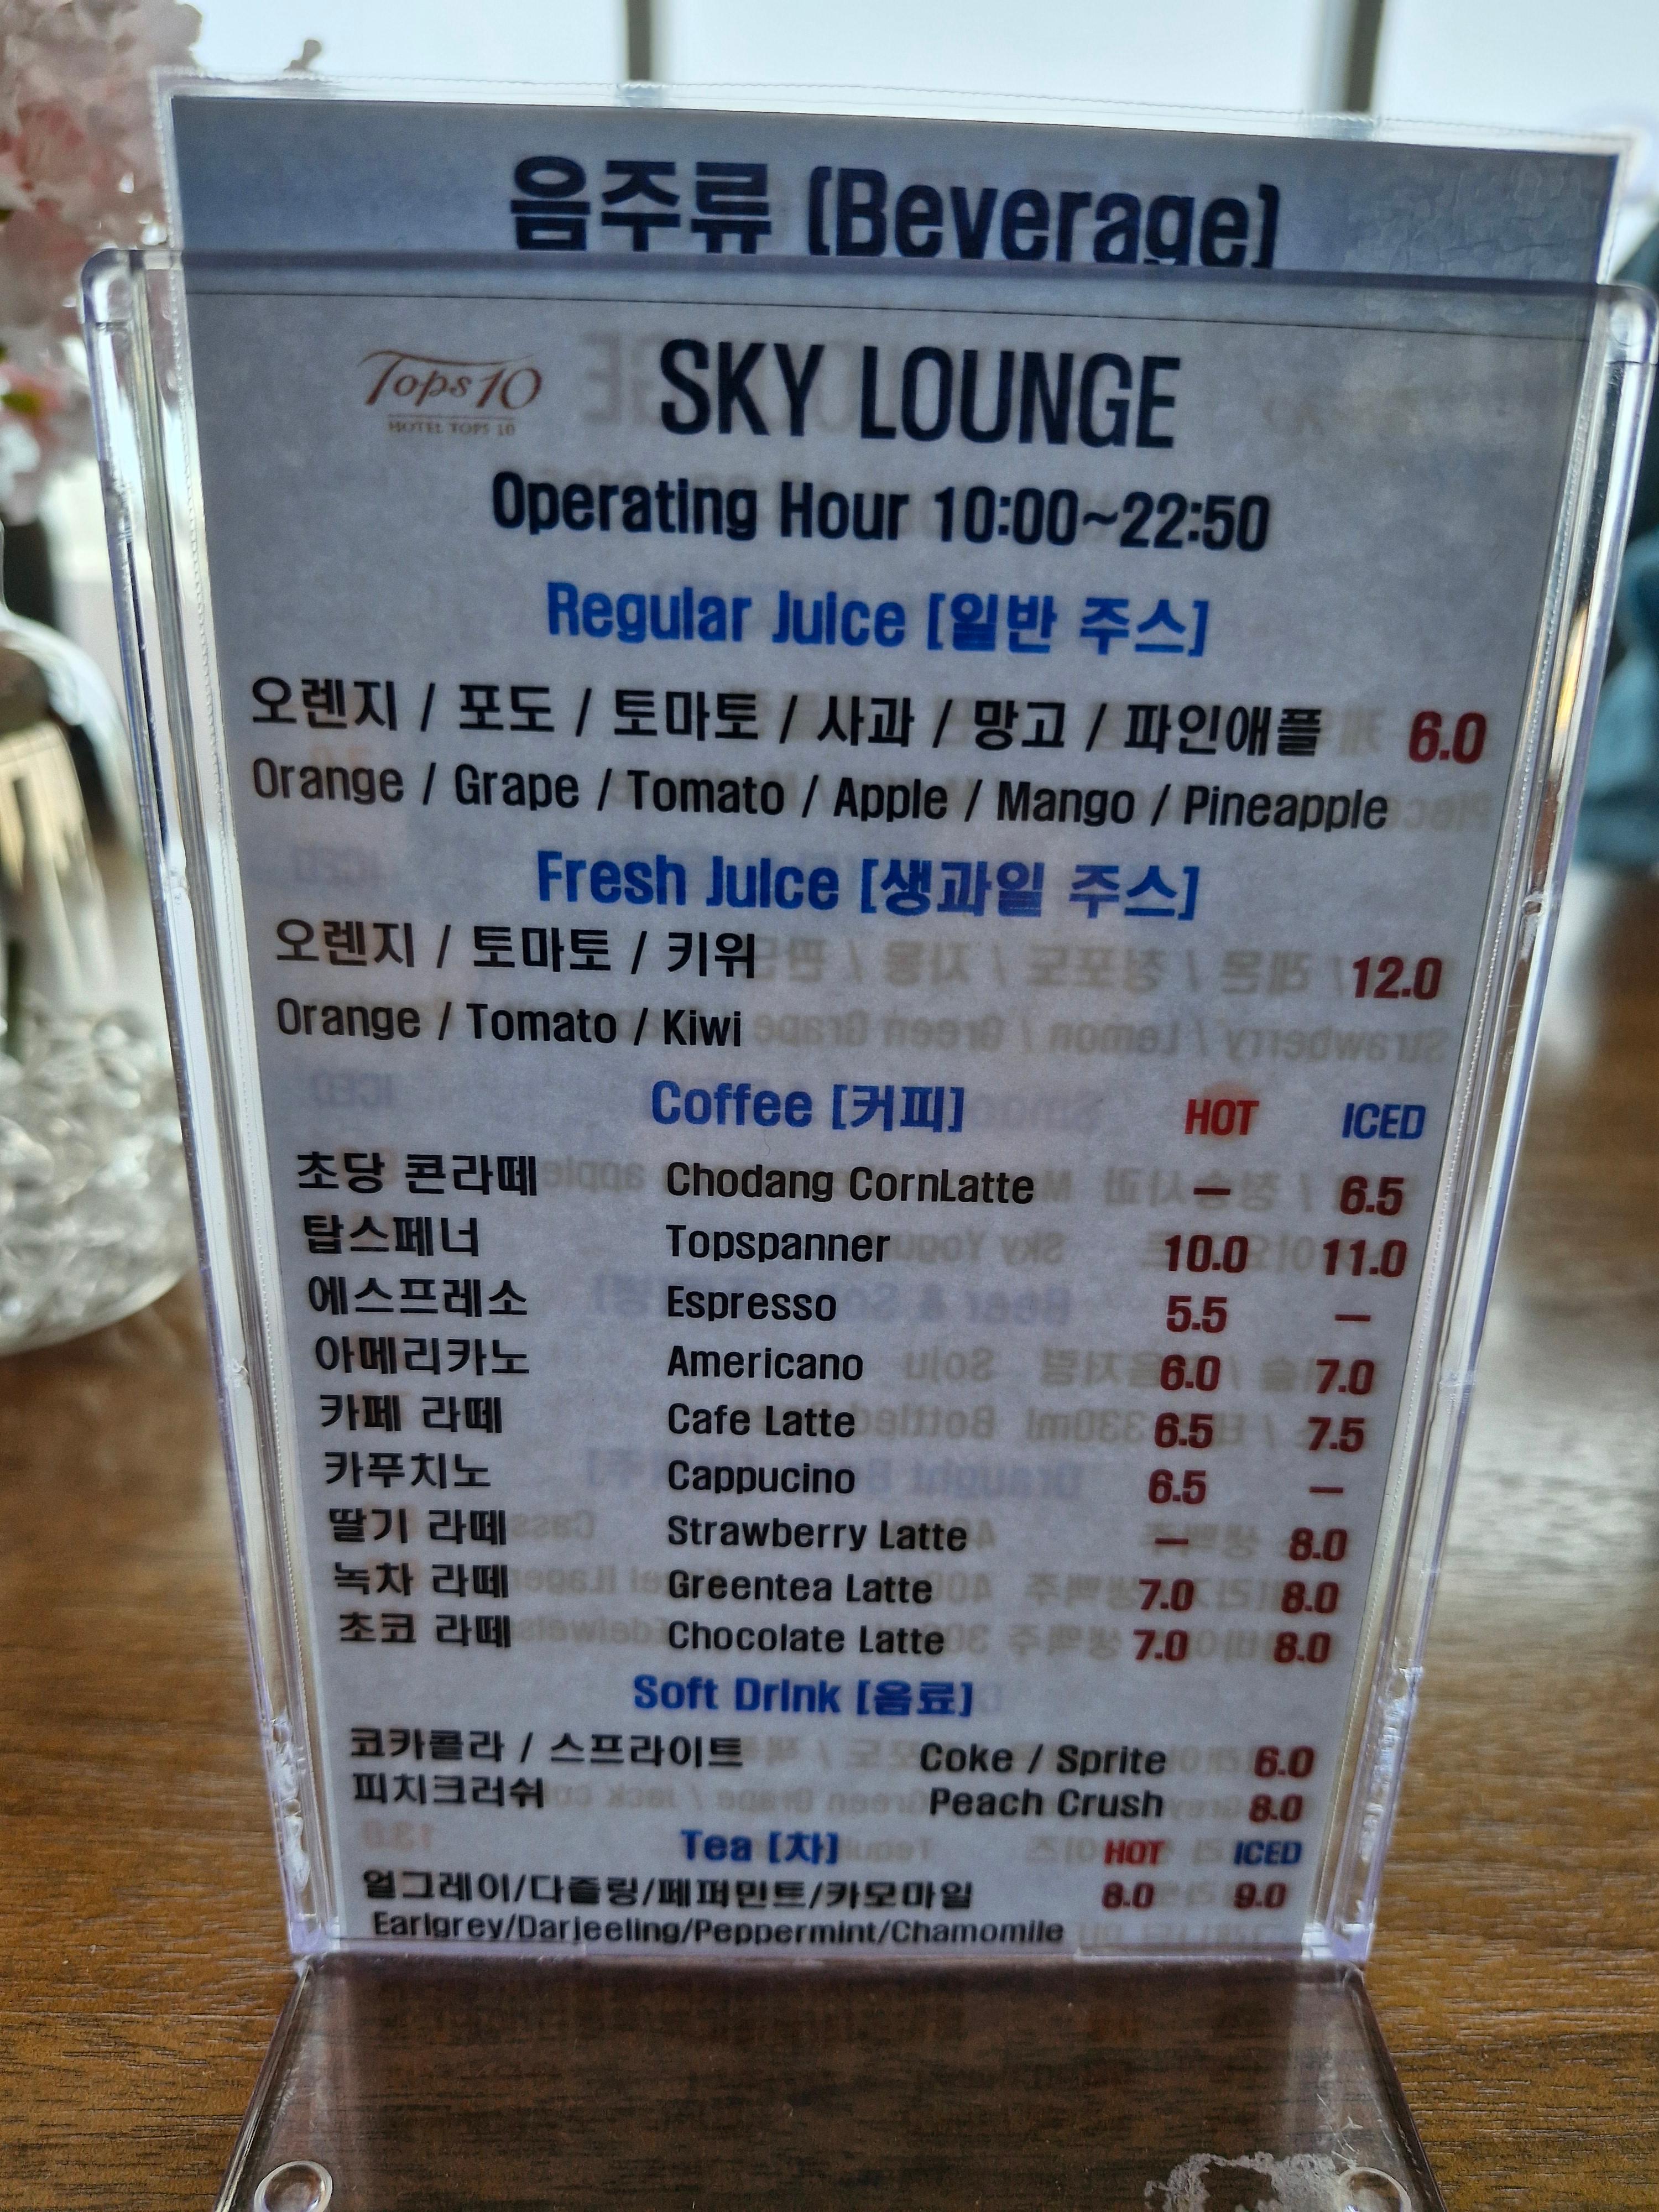 음주류 [Beverage]
Tops 10
HOTEL TOPS 10
SKY LOUNGE
Operating Hour 10:00~22:50
Regular Juice [일반 주스]
오렌지 / 포도 / 토마토 / 사과 / 망고 / 파인애플 6.0
Orange / Grape / Tomato / Apple / Mango / Pineapple
Fresh Juice [생과일 주스]
오렌지 / 토마토 / 키위 12.0
Orange / Tomato / Kiwi
Coffee [커피] HOT ICED
초당 콘라떼 Chodang CornLatte — 6.5
탑스페너 Topspanner 10.0 11.0
에스프레소 Espresso 5.5 —
아메리카노 Americano 6.0 7.0
카페 라떼 Cafe Latte 6.5 7.5
카푸치노 Cappucino 6.5 —
딸기 라떼 Strawberry Latte — 8.0
녹차 라떼 Greentea Latte 7.0 8.0
초코 라떼 Chocolate Latte 7.0 8.0
Soft Drink [음료]
코카콜라 / 스프라이트 Coke / Sprite 6.0
피치크러쉬 Peach Crush 8.0
Tea [차] HOT ICED
얼그레이/다즐링/페퍼민트/카모마일 8.0 9.0
Earlgrey/Darjeeling/Peppermint/Chamomile